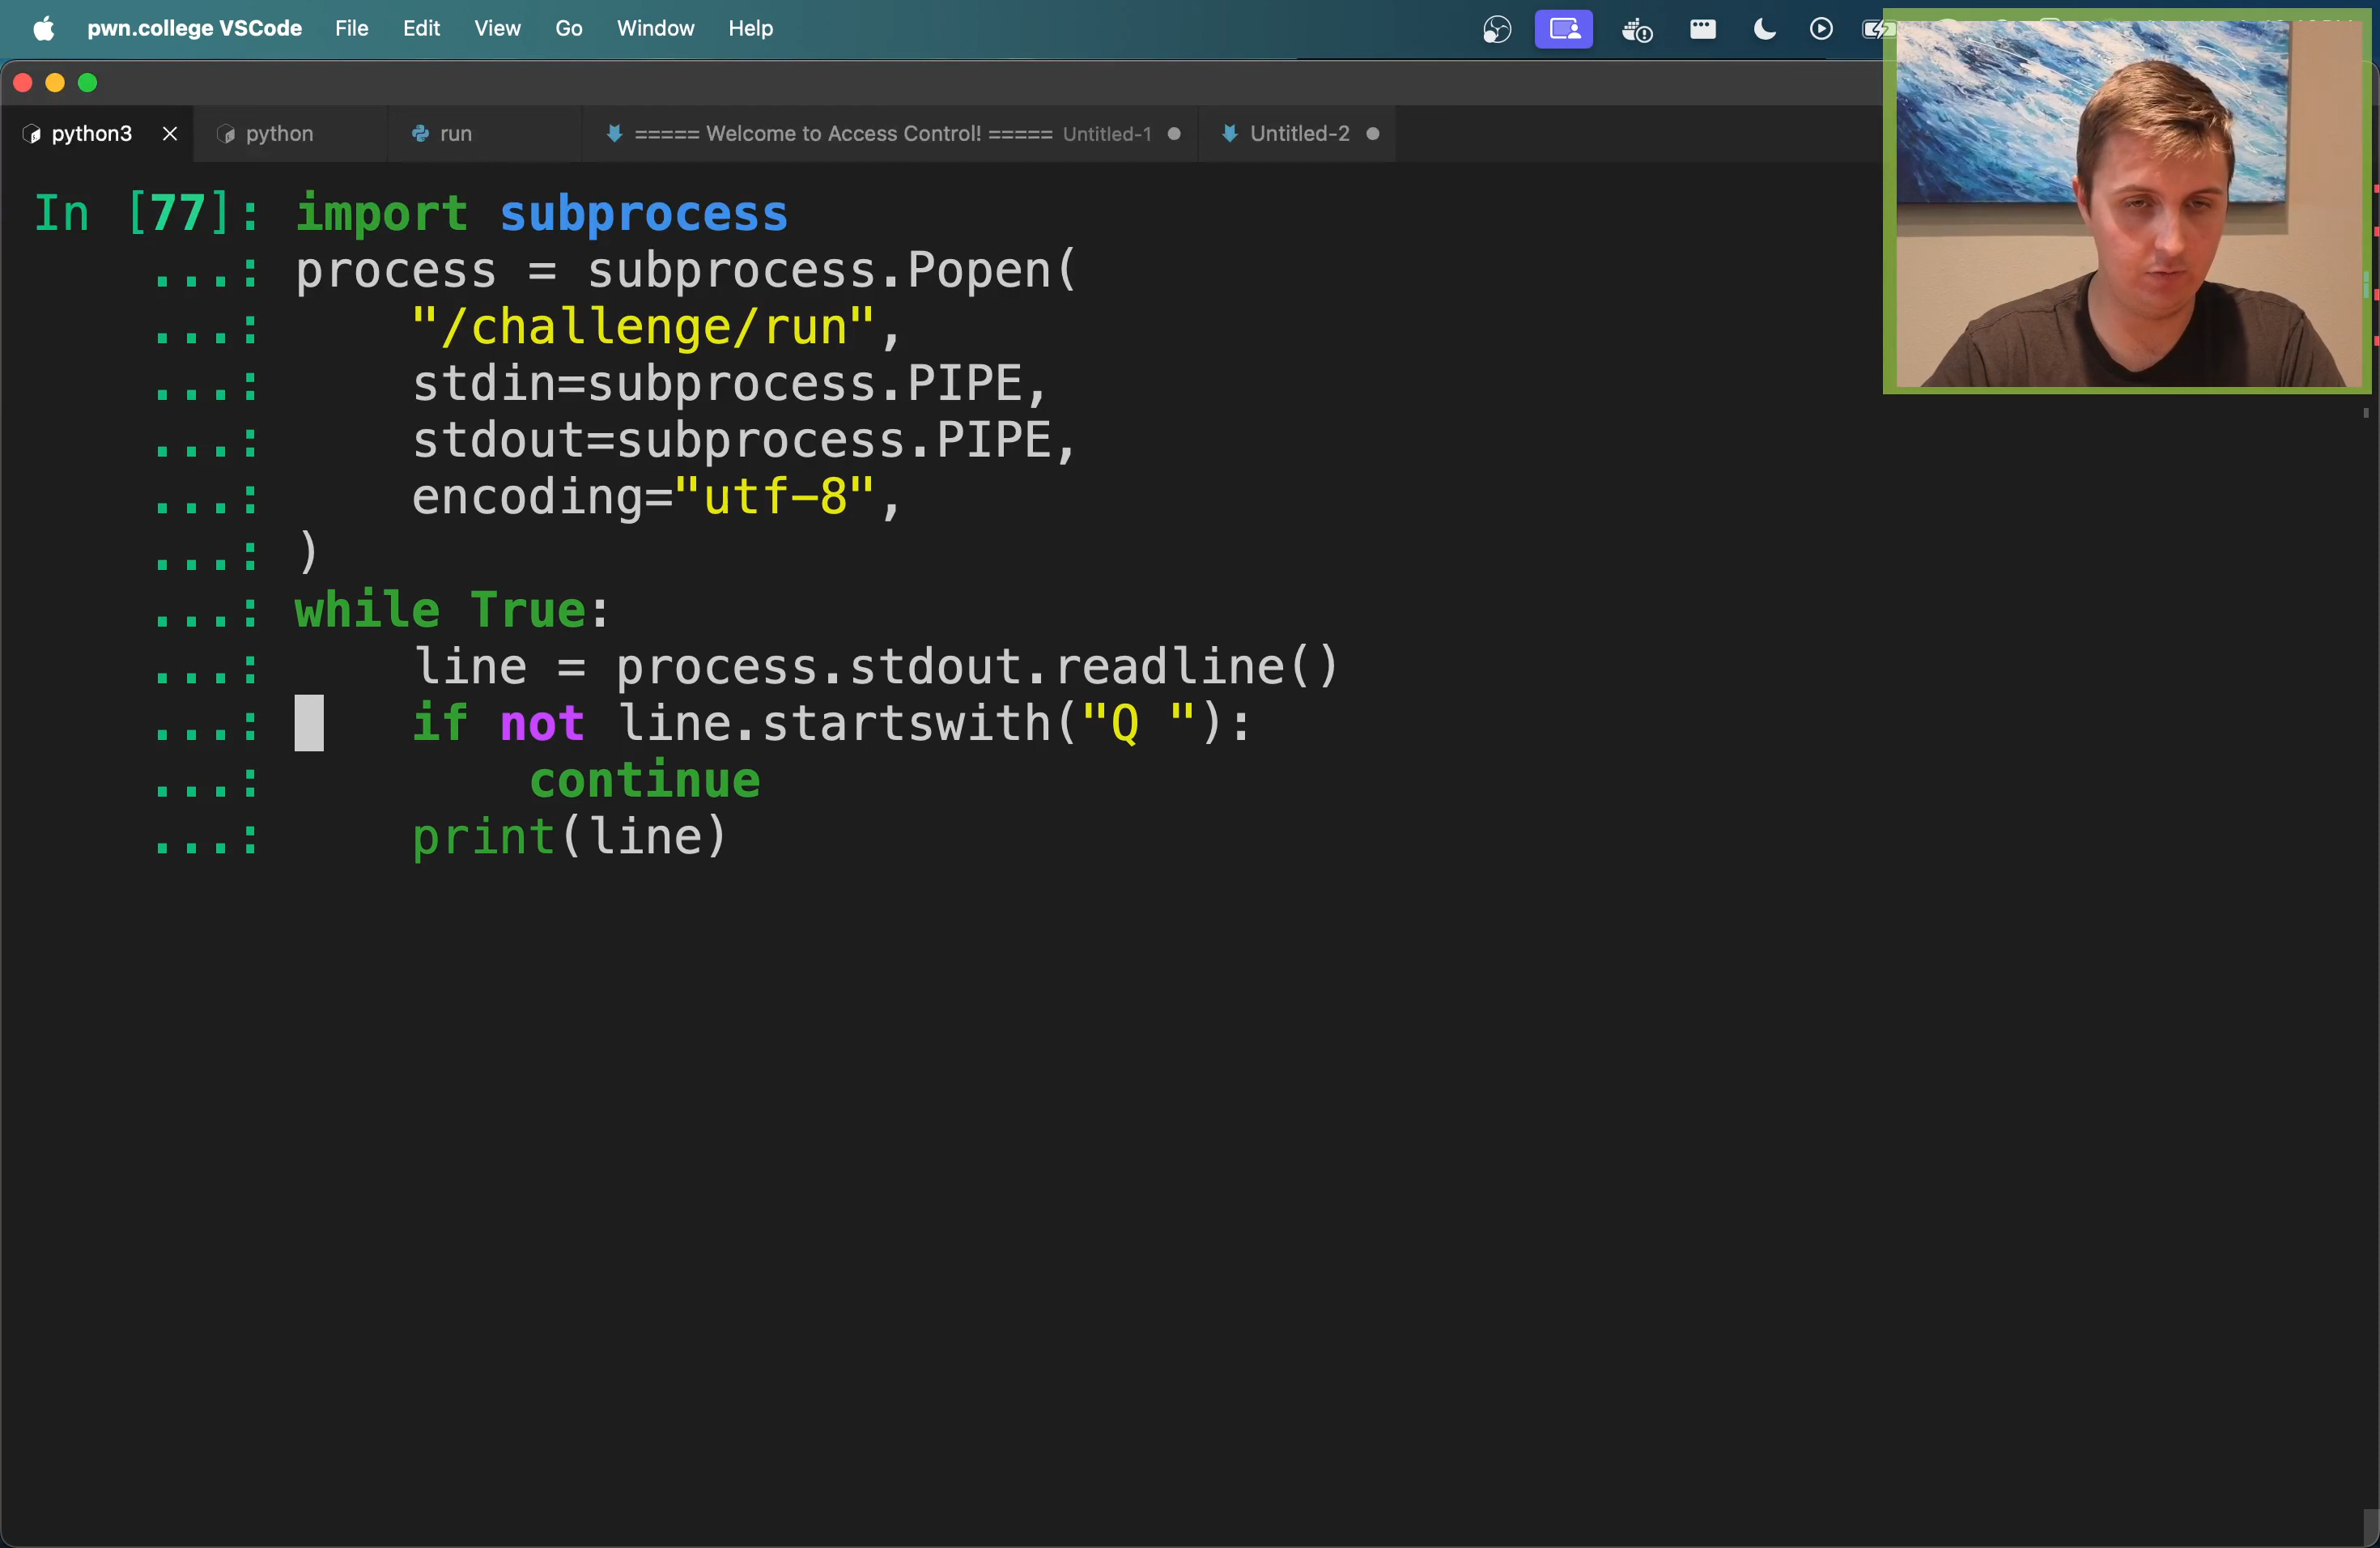 pwn.college VSCode File Edit View Go Window Help
python3 python run ===== Welcome to Access Control! ===== Untitled-1 Untitled-2
In [77]: import subprocess
...: process = subprocess.Popen(
...:     "/challenge/run",
...:     stdin=subprocess.PIPE,
...:     stdout=subprocess.PIPE,
...:     encoding="utf-8",
...: )
...: while True:
...:     line = process.stdout.readline()
...:     if not line.startswith("Q "):
...:         continue
...:     print(line)